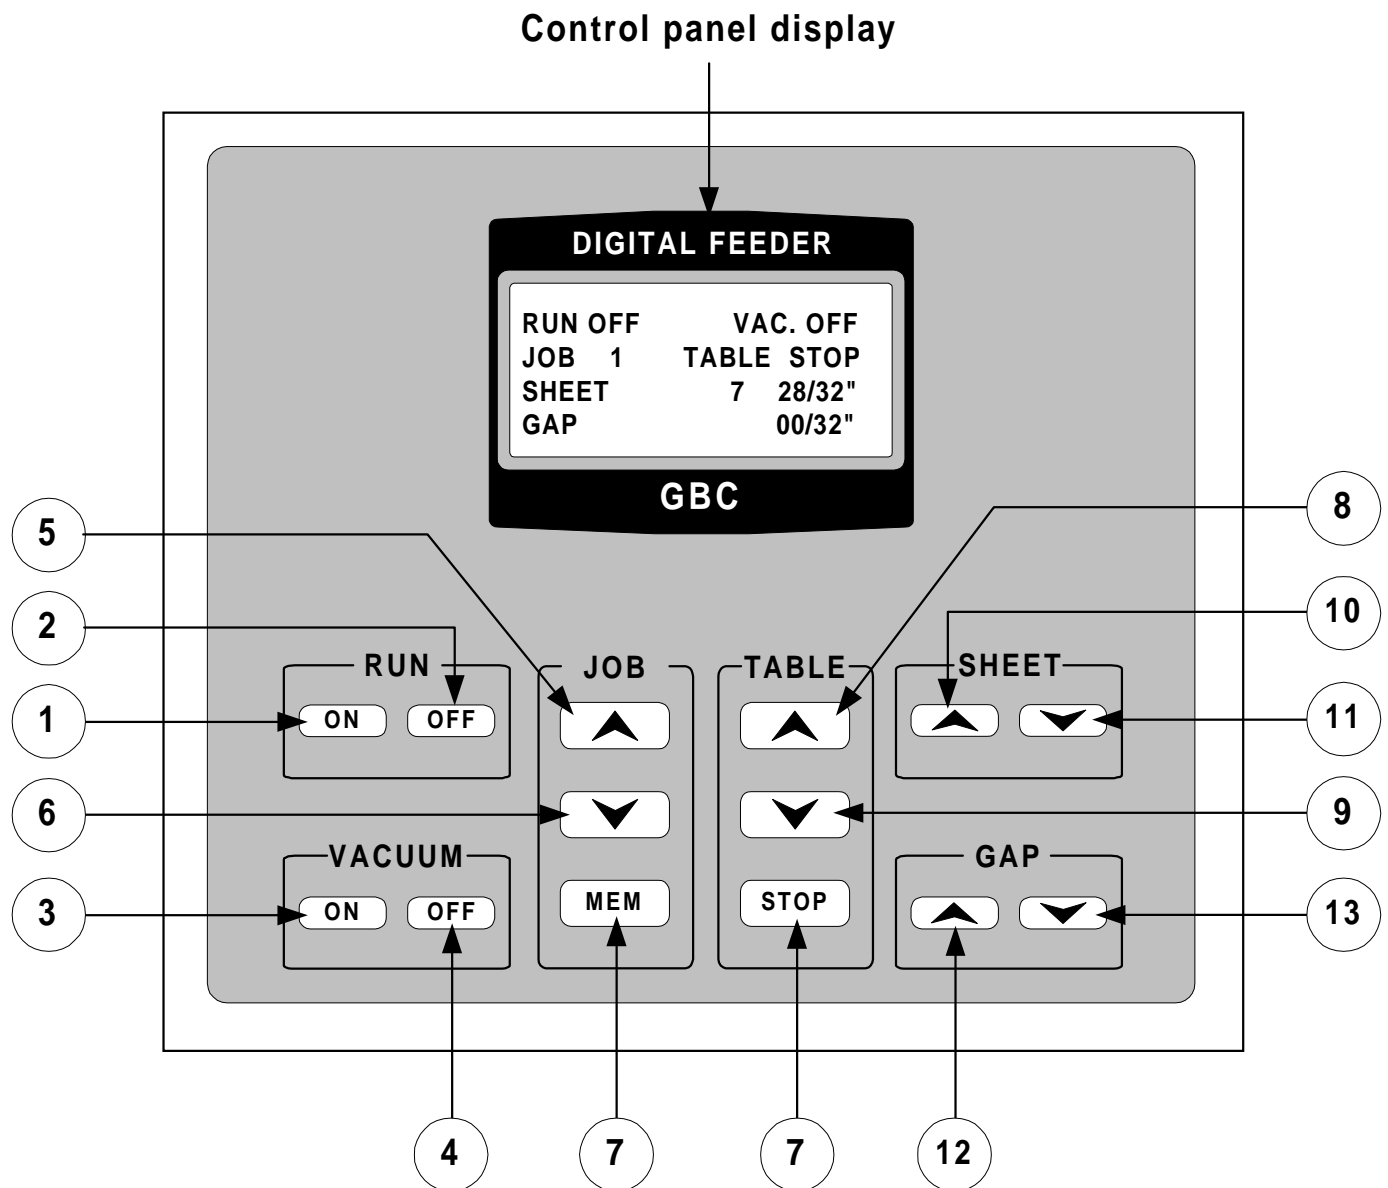 Control panel display
DIGITAL FEEDER
RUN OFF VAC. OFF
JOB 1 TABLE STOP
SHEET 7 28/32"
GAP 00/32"
GBC
5
8
2
10
RUN
JOB
TABLE
SHEET
1
ON OFF
11
6
9
VACUUM
GAP
3
ON OFF
MEM
STOP
13
4
7
7
12